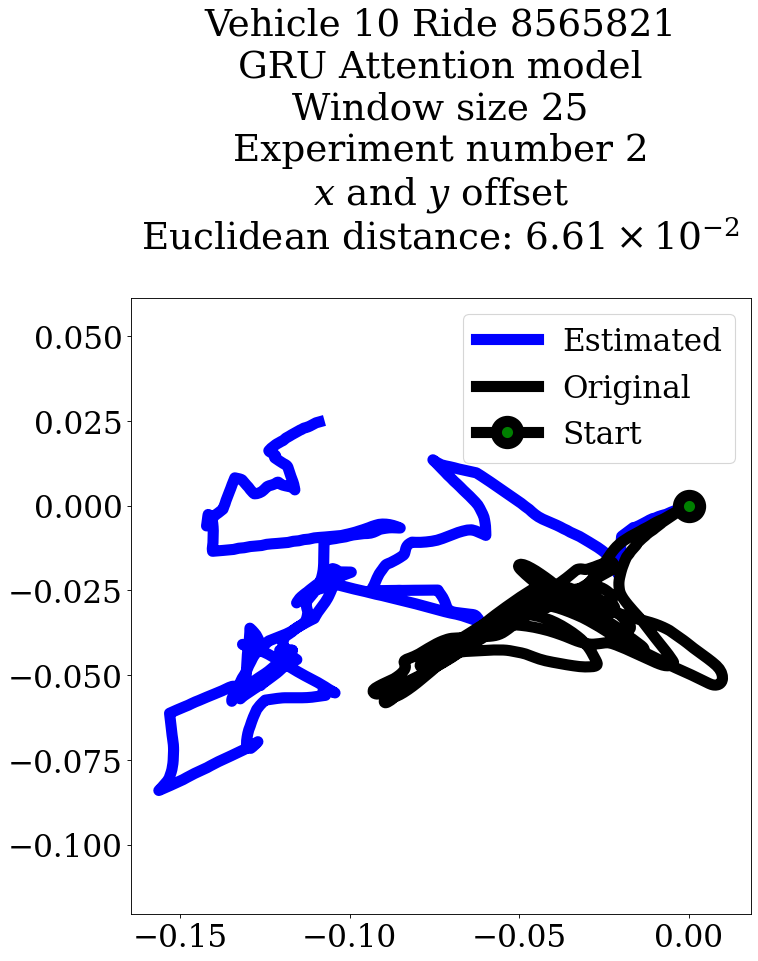 Vehicle 10 Ride 8565821
GRU Attention model
Window size 25
Experiment number 2
x and y offset
Euclidean distance: 6.61 × 10⁻²
Estimated
Original
Start
0.050
0.025
0.000
−0.025
−0.050
−0.075
−0.100
−0.15
−0.10
−0.05
0.00